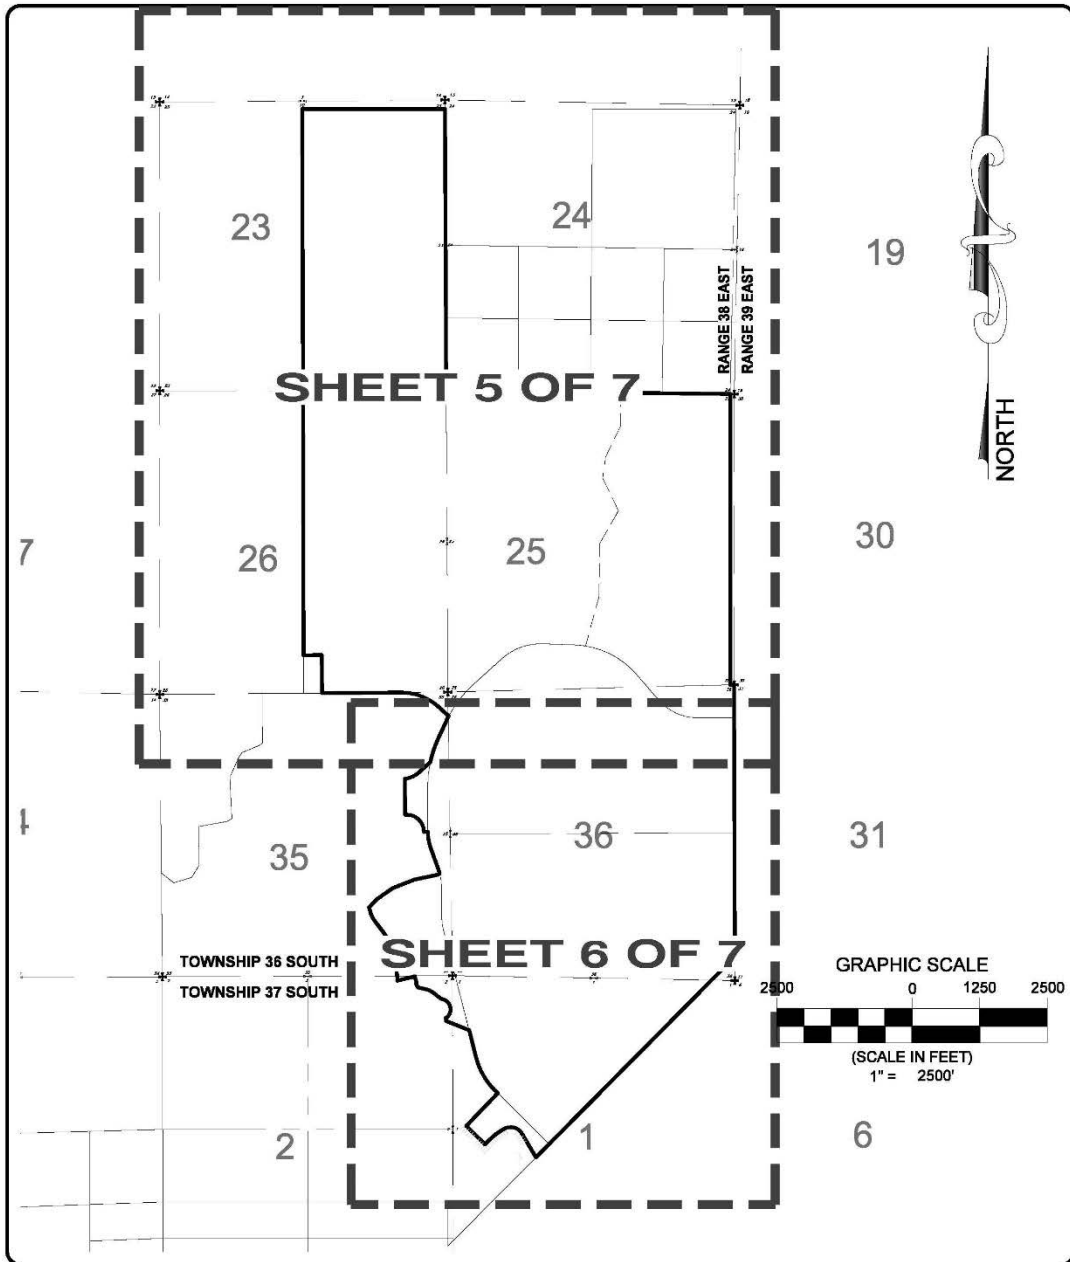 23
24
19
RANGE 38 EAST
RANGE 39 EAST
SHEET 5 OF 7
NORTH
7
26
25
30
4
35
36
31
SHEET 6 OF 7
TOWNSHIP 36 SOUTH
TOWNSHIP 37 SOUTH
GRAPHIC SCALE
2500 0 1250 2500
(SCALE IN FEET)
1" = 2500'
2
1
6